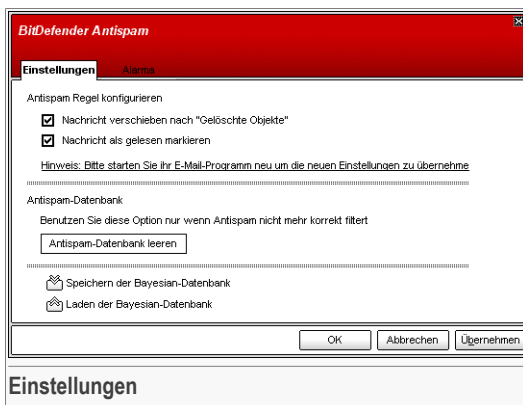 BitDefender Antispam
Einstellungen Alarms
Antispam Regel konfigurieren
Nachricht verschieben nach "Gelöschte Objekte"
Nachricht als gelesen markieren
Hinweis: Bitte starten Sie ihr E-Mail-Programm neu um die neuen Einstellungen zu übernehme
Antispam-Datenbank
Benutzen Sie diese Option nur wenn Antispam nicht mehr korrekt filtert
Antispam-Datenbank leeren
Speichern der Bayesian-Datenbank
Laden der Bayesian-Datenbank
OK Abbrechen Übernehmen
Einstellungen